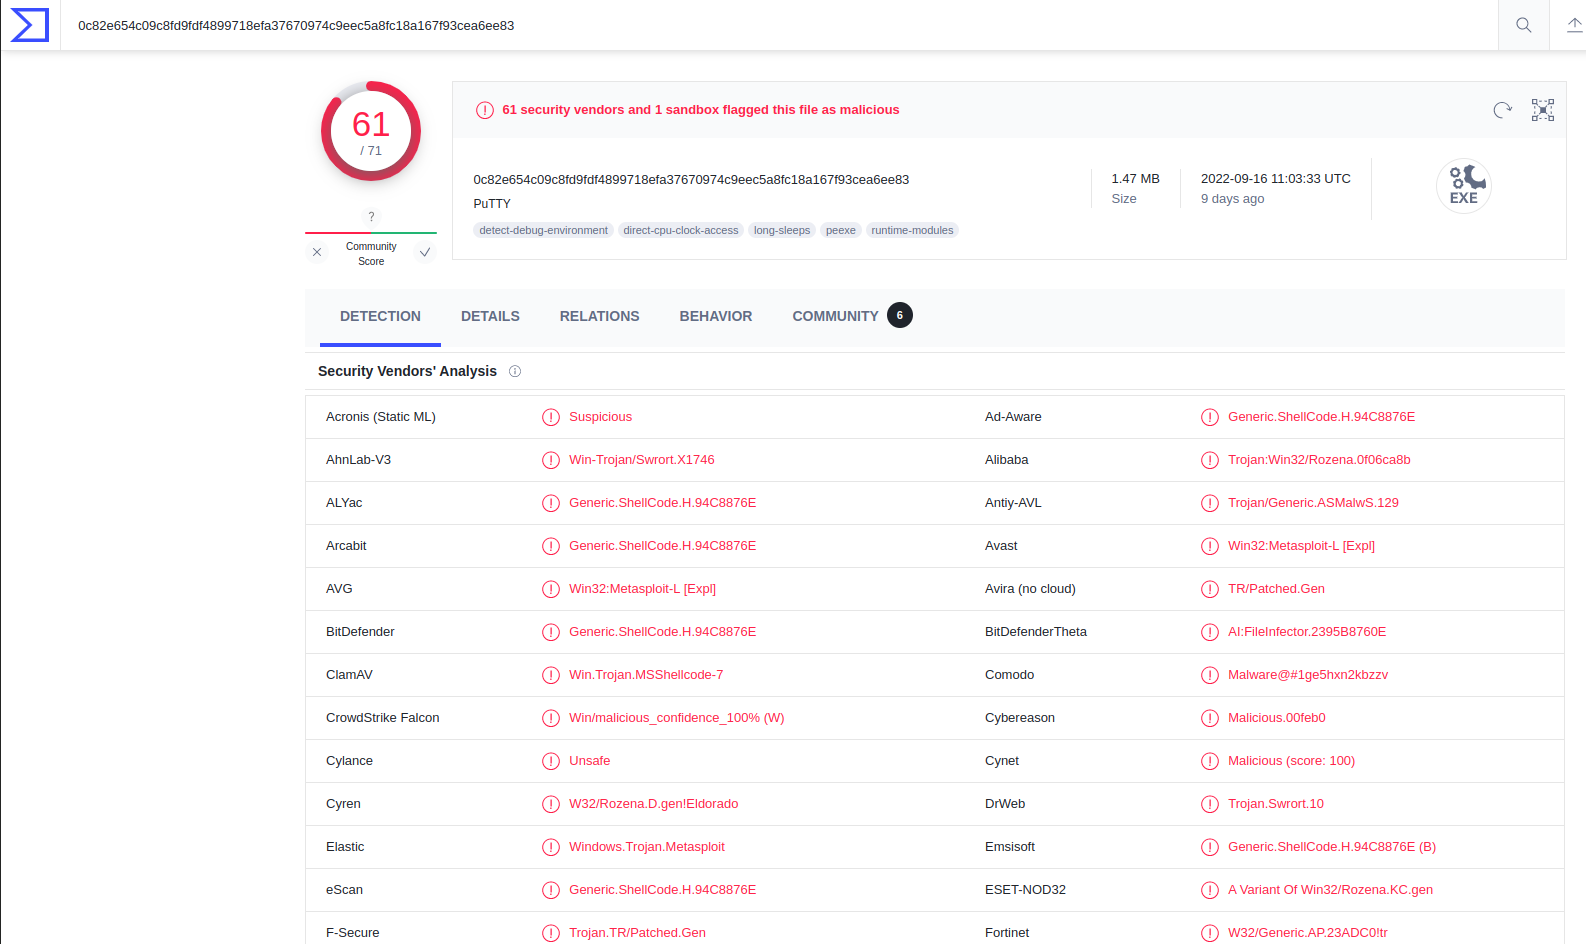 0c82e654c09c8fd9fdf4899718efa37670974c9eec5a8fc18a167f93cea6ee83
61
/ 71
?
Community
Score
61 security vendors and 1 sandbox flagged this file as malicious
0c82e654c09c8fd9fdf4899718efa37670974c9eec5a8fc18a167f93cea6ee83
PuTTY
detect-debug-environment direct-cpu-clock-access long-sleeps peexe runtime-modules
1.47 MB
Size
2022-09-16 11:03:33 UTC
9 days ago
EXE
DETECTION DETAILS RELATIONS BEHAVIOR COMMUNITY 6
Security Vendors' Analysis
Acronis (Static ML) Suspicious Ad-Aware Generic.ShellCode.H.94C8876E
AhnLab-V3 Win-Trojan/Swrort.X1746 Alibaba Trojan:Win32/Rozena.0f06ca8b
ALYac Generic.ShellCode.H.94C8876E Antiy-AVL Trojan/Generic.ASMalwS.129
Arcabit Generic.ShellCode.H.94C8876E Avast Win32:Metasploit-L [Expl]
AVG Win32:Metasploit-L [Expl] Avira (no cloud) TR/Patched.Gen
BitDefender Generic.ShellCode.H.94C8876E BitDefenderTheta AI:FileInfector.2395B8760E
ClamAV Win.Trojan.MSShellcode-7 Comodo Malware@#1ge5hxn2kbzzv
CrowdStrike Falcon Win/malicious_confidence_100% (W) Cybereason Malicious.00feb0
Cylance Unsafe Cynet Malicious (score: 100)
Cyren W32/Rozena.D.gen!Eldorado DrWeb Trojan.Swrort.10
Elastic Windows.Trojan.Metasploit Emsisoft Generic.ShellCode.H.94C8876E (B)
eScan Generic.ShellCode.H.94C8876E ESET-NOD32 A Variant Of Win32/Rozena.KC.gen
F-Secure Trojan.TR/Patched.Gen Fortinet W32/Generic.AP.23ADC0!tr